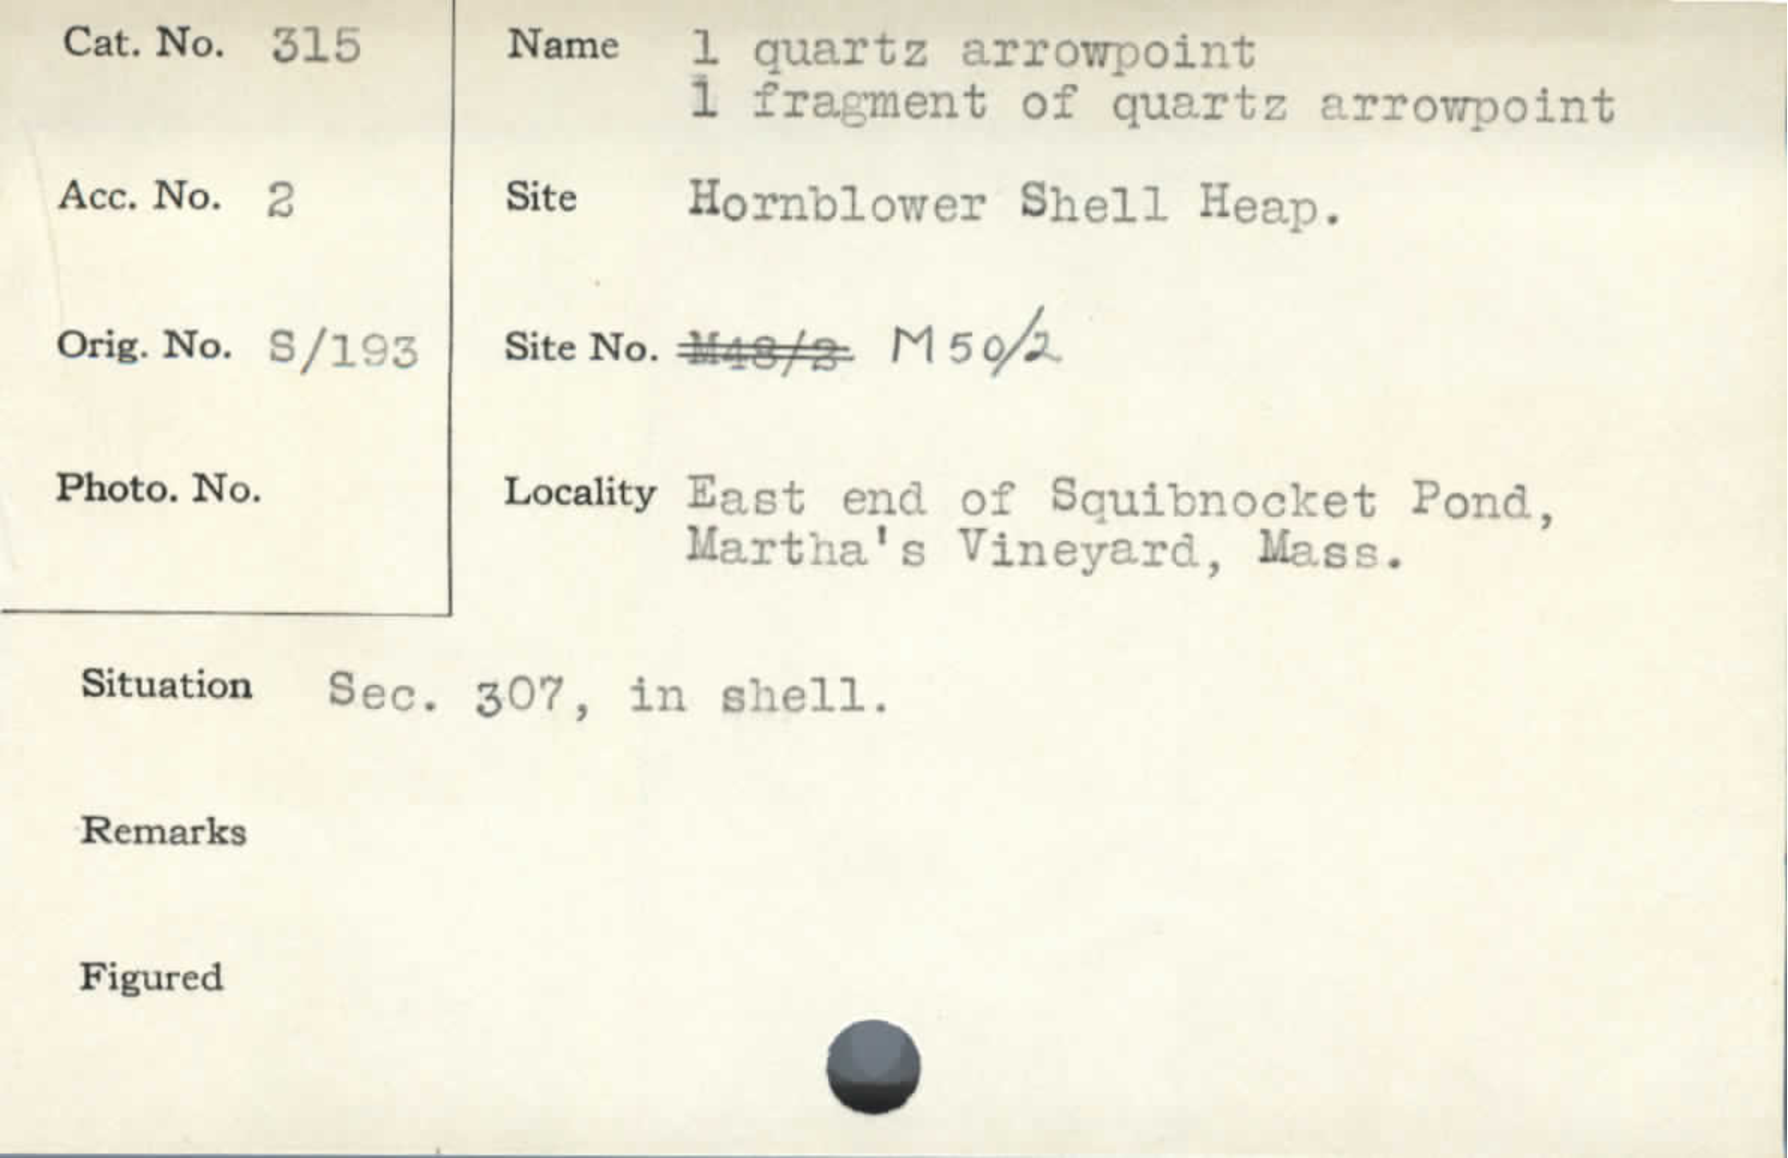 Cat. No. 315
Name 1 quartz arrowpoint
1 fragment of quartz arrowpoint
Acc. No. 2
Site Hornblower Shell Heap.
Orig. No. S/193
Site No. M48/2 M50/2
Photo. No.
Locality East end of Squibnocket Pond,
Martha's Vineyard, Mass.
Situation Sec. 307, in shell.
Remarks
Figured